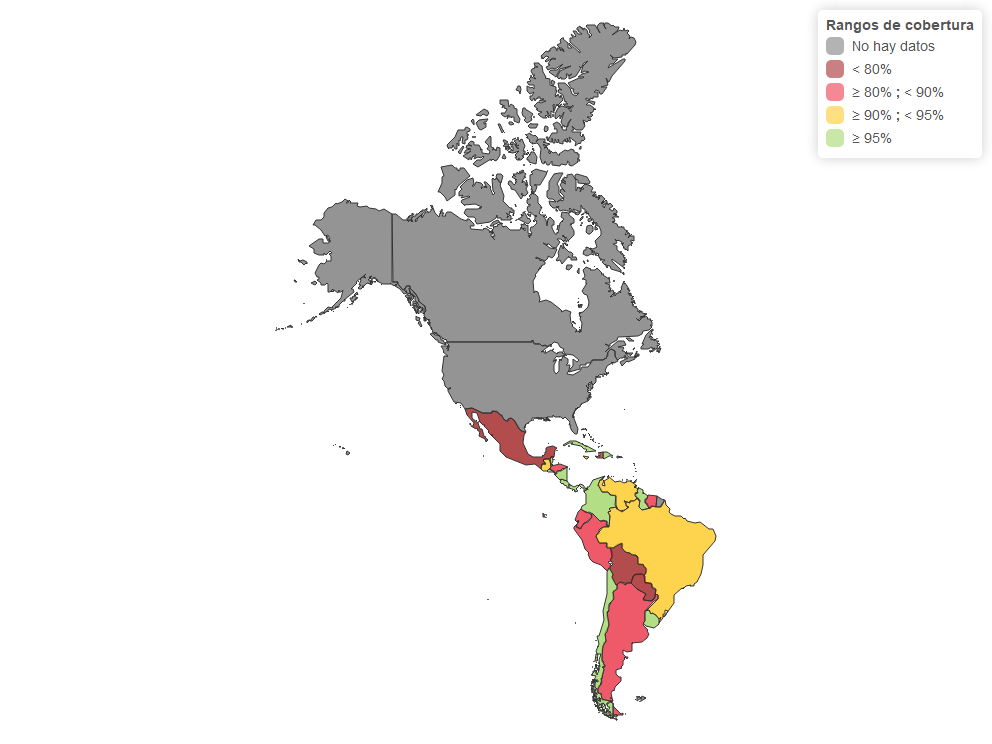 Rangos de cobertura
No hay datos
< 80%
≥ 80% ; < 90%
≥ 90% ; < 95%
≥ 95%